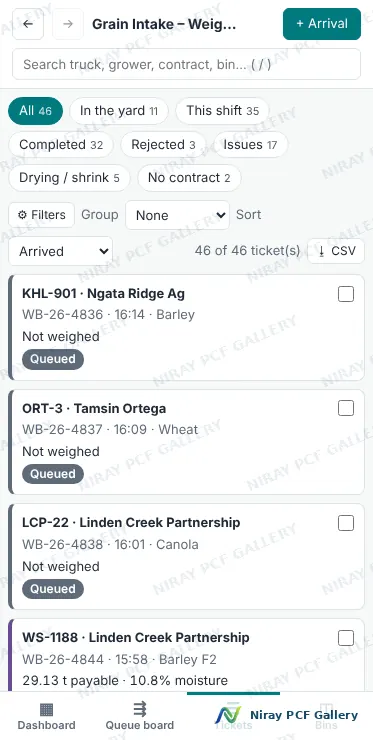 ← → Grain Intake – Weig... + Arrival
Search truck, grower, contract, bin... ( / )
All 46 In the yard 11 This shift 35
Completed 32 Rejected 3 Issues 17
Drying / shrink 5 No contract 2
⚙ Filters Group None Sort
Arrived 46 of 46 ticket(s) ⭳ CSV
KHL-901 · Ngata Ridge Ag
WB-26-4836 · 16:14 · Barley
Not weighed
Queued
ORT-3 · Tamsin Ortega
WB-26-4837 · 16:09 · Wheat
Not weighed
Queued
LCP-22 · Linden Creek Partnership
WB-26-4838 · 16:01 · Canola
Not weighed
Queued
WS-1188 · Linden Creek Partnership
WB-26-4844 · 15:58 · Barley F2
29.13 t payable · 10.8% moisture
Dashboard Queue board Tickets Bins
Niray PCF Gallery
NIRAY PCF GALLERY